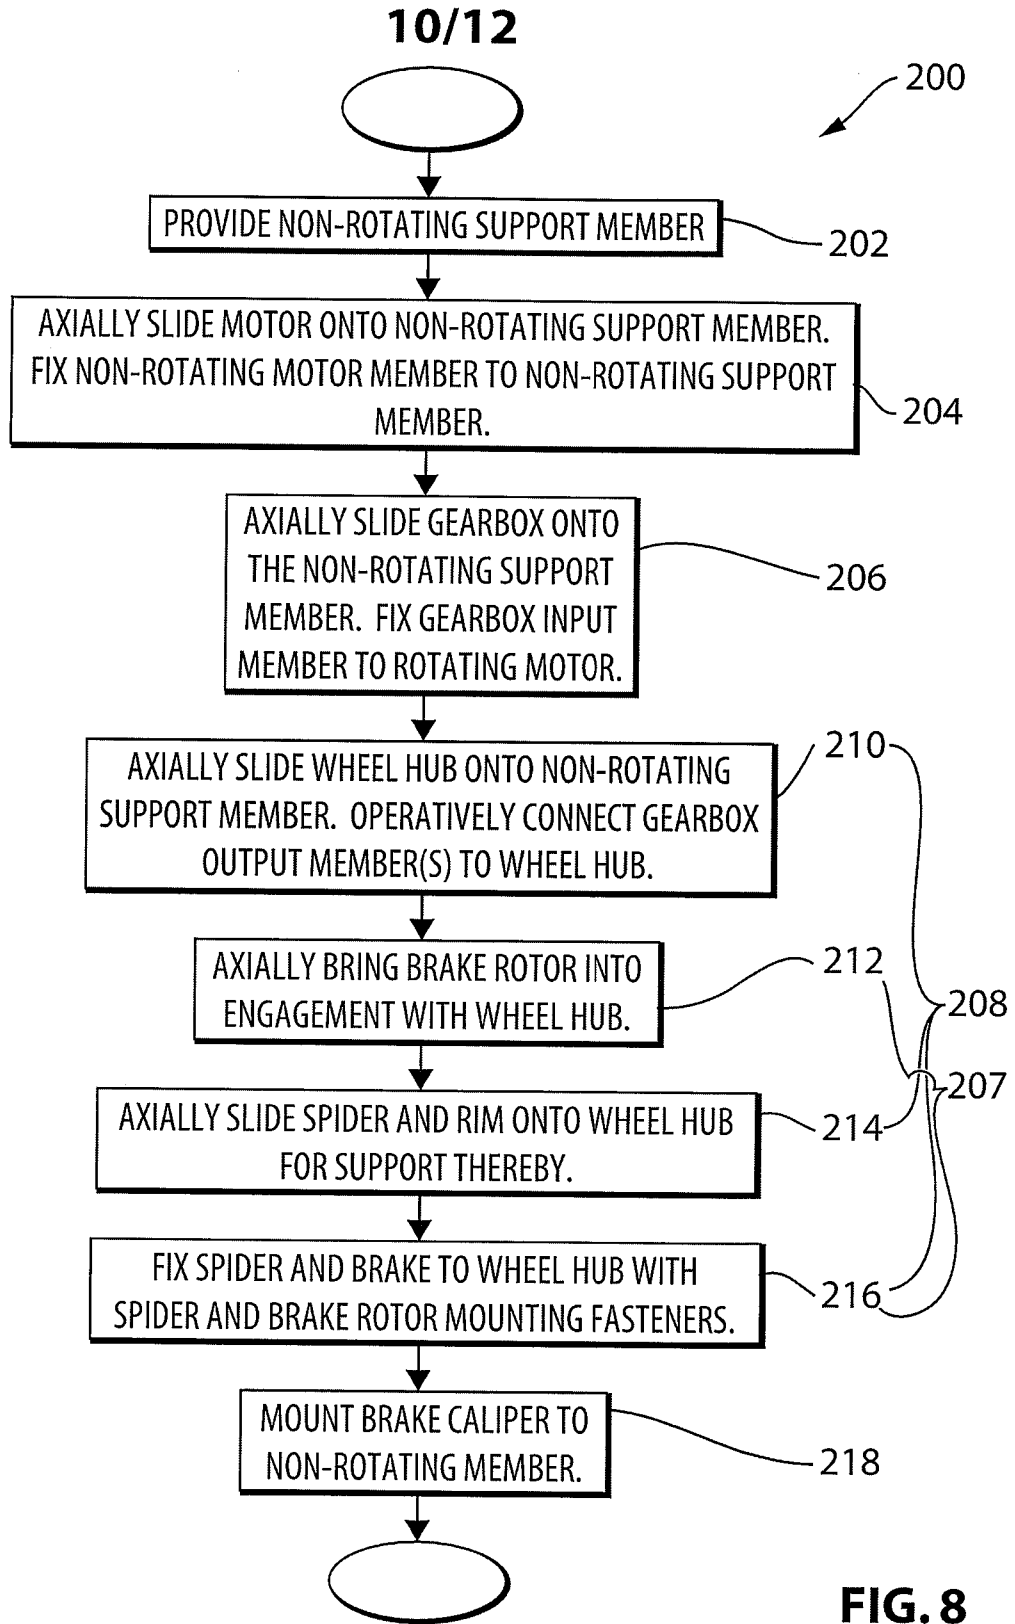 10/12
200
PROVIDE NON-ROTATING SUPPORT MEMBER
202
AXIALLY SLIDE MOTOR ONTO NON-ROTATING SUPPORT MEMBER.
FIX NON-ROTATING MOTOR MEMBER TO NON-ROTATING SUPPORT
MEMBER.
204
AXIALLY SLIDE GEARBOX ONTO
THE NON-ROTATING SUPPORT
MEMBER. FIX GEARBOX INPUT
MEMBER TO ROTATING MOTOR.
206
AXIALLY SLIDE WHEEL HUB ONTO NON-ROTATING
SUPPORT MEMBER. OPERATIVELY CONNECT GEARBOX
OUTPUT MEMBER(S) TO WHEEL HUB.
210
AXIALLY BRING BRAKE ROTOR INTO
ENGAGEMENT WITH WHEEL HUB.
212
208
207
AXIALLY SLIDE SPIDER AND RIM ONTO WHEEL HUB
FOR SUPPORT THEREBY.
214
FIX SPIDER AND BRAKE TO WHEEL HUB WITH
SPIDER AND BRAKE ROTOR MOUNTING FASTENERS.
216
MOUNT BRAKE CALIPER TO
NON-ROTATING MEMBER.
218
FIG. 8